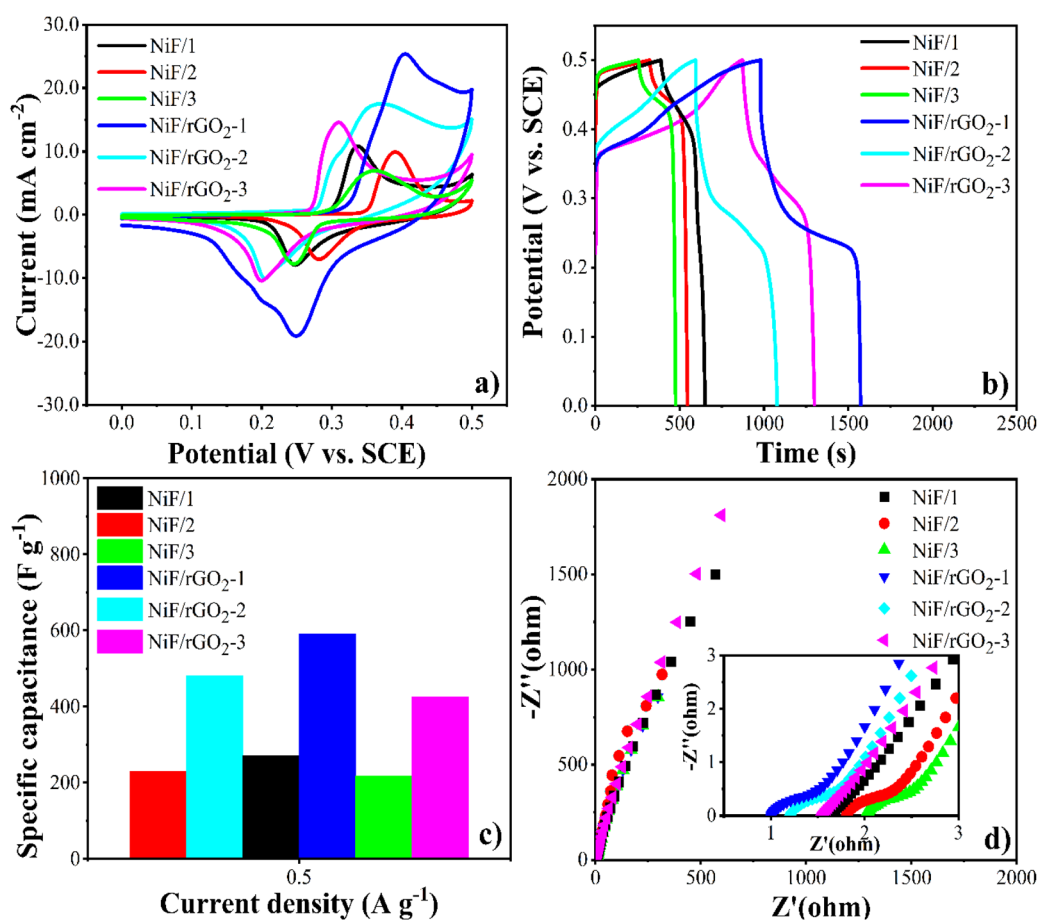 30.0
20.0
10.0
0.0
-10.0
-20.0
-30.0
Current (mA cm⁻²)
NiF/1
NiF/2
NiF/3
NiF/rGO₂-1
NiF/rGO₂-2
NiF/rGO₂-3
a)
0.0 0.1 0.2 0.3 0.4 0.5
Potential (V vs. SCE)
0.5
0.4
0.3
0.2
0.1
0.0
Potential (V vs. SCE)
NiF/1
NiF/2
NiF/3
NiF/rGO₂-1
NiF/rGO₂-2
NiF/rGO₂-3
b)
0 500 1000 1500 2000 2500
Time (s)
1000
800
600
400
200
0
Specific capacitance (F g⁻¹)
NiF/1
NiF/2
NiF/3
NiF/rGO₂-1
NiF/rGO₂-2
NiF/rGO₂-3
c)
0.5
Current density (A g⁻¹)
2000
1500
1000
500
0
-Z''(ohm)
NiF/1
NiF/2
NiF/3
NiF/rGO₂-1
NiF/rGO₂-2
NiF/rGO₂-3
3
2
1
0
-Z''(ohm)
1 2 3
Z'(ohm)
d)
0 500 1000 1500 2000
Z'(ohm)